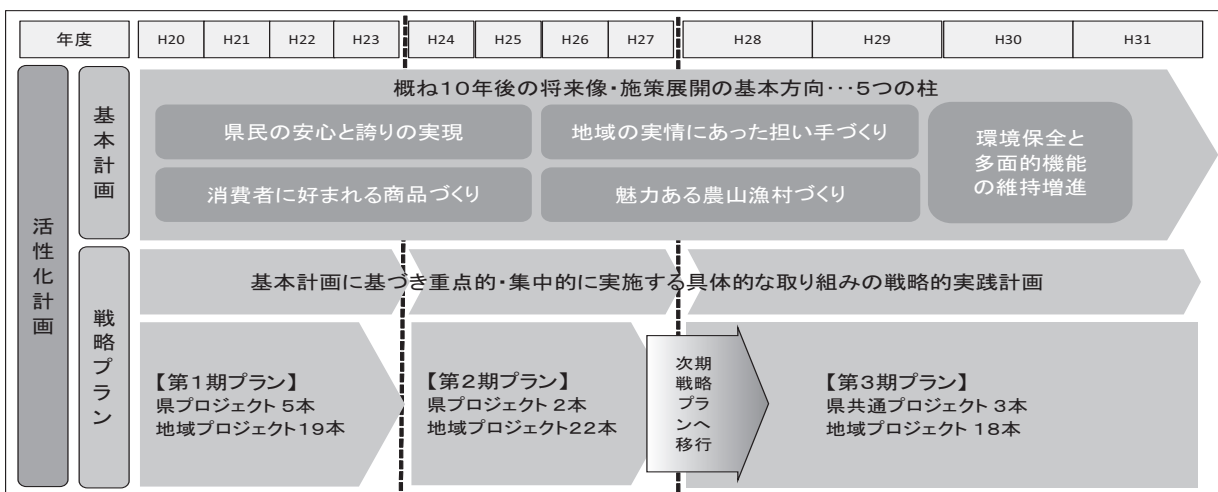 年度
H20
H21
H22
H23
H24
H25
H26
H27
H28
H29
H30
H31
活性化計画
基本計画
概ね10年後の将来像・施策展開の基本方向・・・5つの柱
県民の安心と誇りの実現
地域の実情にあった担い手づくり
消費者に好まれる商品づくり
魅力ある農山漁村づくり
環境保全と
多面的機能
の維持増進
戦略プラン
基本計画に基づき重点的・集中的に実施する具体的な取り組みの戦略的実践計画
【第1期プラン】
県プロジェクト 5本
地域プロジェクト19本
【第2期プラン】
県プロジェクト 2本
地域プロジェクト22本
次期
戦略
プラ
ンへ
移行
【第3期プラン】
県共通プロジェクト 3本
地域プロジェクト 18本